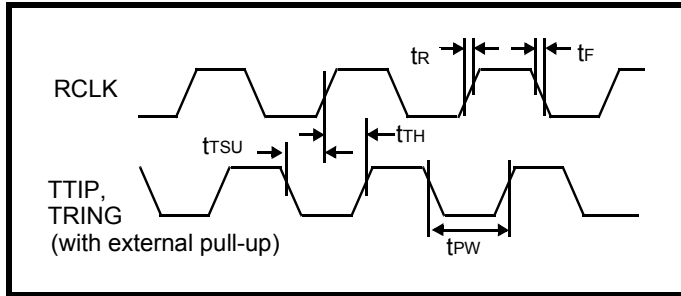 tR
tF
RCLK
tTSU
tTH
TTIP,
TRING
(with external pull-up)
tPW